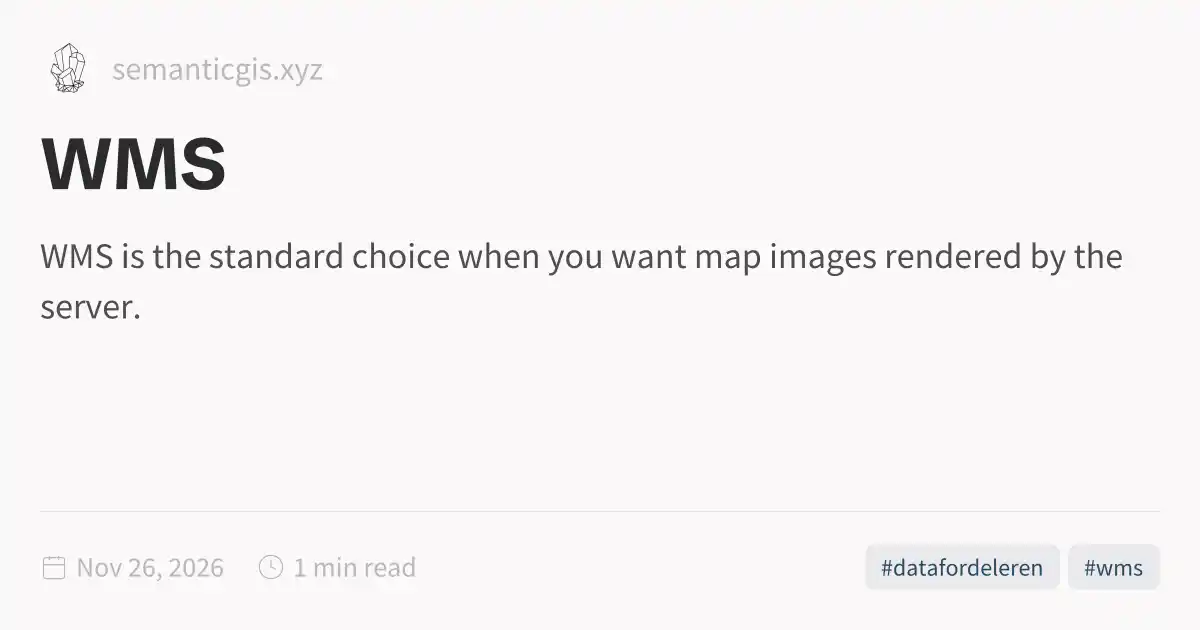 semanticgis.xyz
WMS
WMS is the standard choice when you want map images rendered by the
server.
Nov 26, 2026 1 min read #datafordeleren #wms